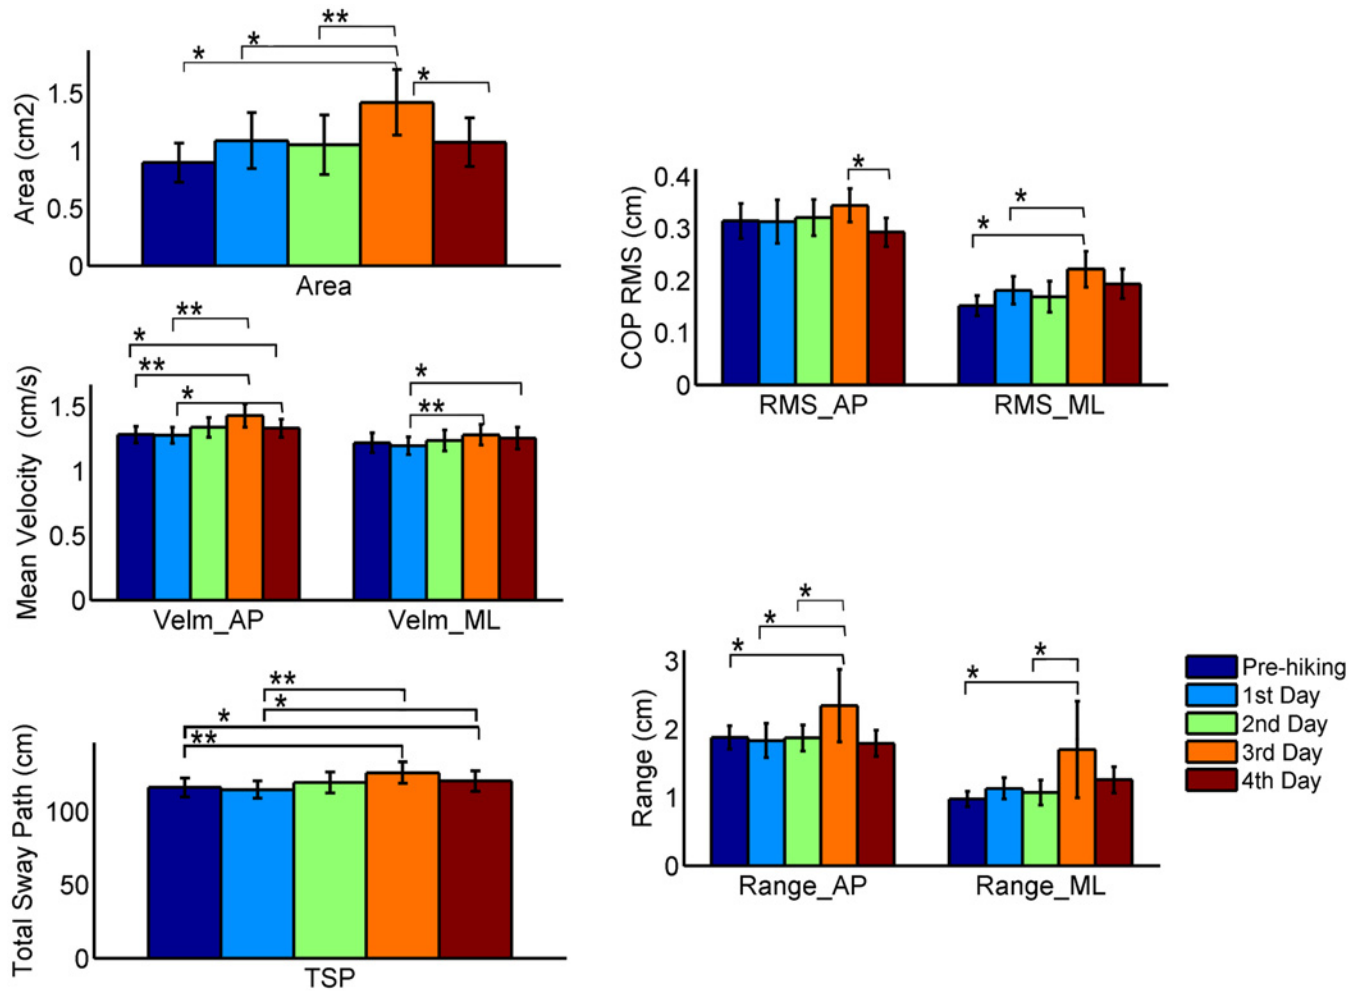 **
*
*
*
1.5
1
0.5
0
Area (cm2)
Area
**
*
**
*
*
**
1.5
1
0.5
0
Mean Velocity (cm/s)
Velm_AP
Velm_ML
**
*
*
**
100
50
0
Total Sway Path (cm)
TSP
*
*
*
0.4
0.3
0.2
0.1
0
COP RMS (cm)
RMS_AP
RMS_ML
*
*
*
*
*
3
2
1
0
Range (cm)
Range_AP
Range_ML
Pre-hiking
1st Day
2nd Day
3rd Day
4th Day